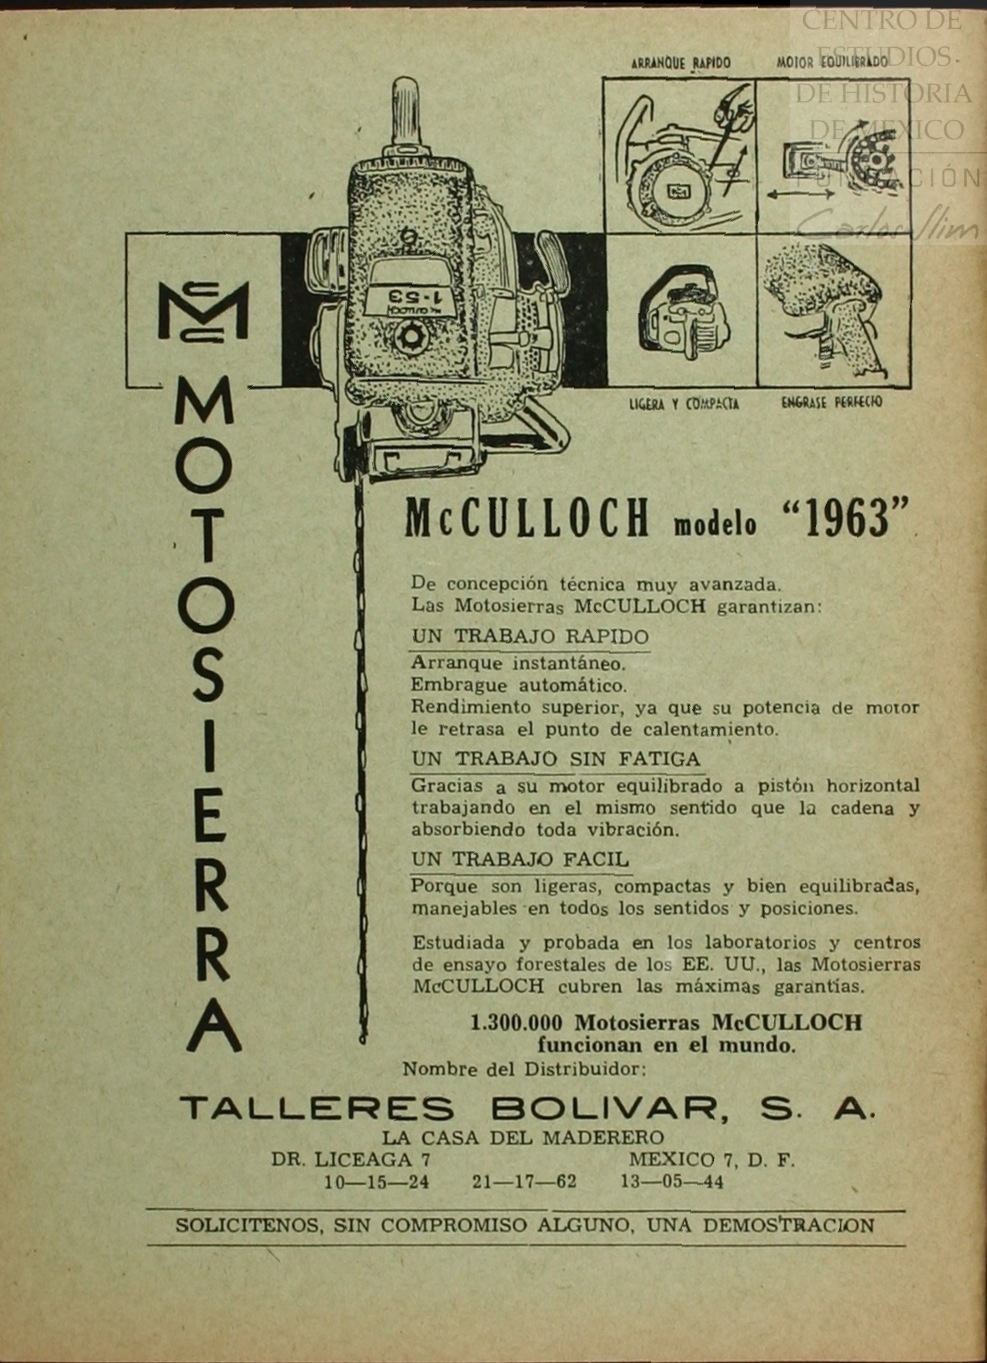 CENTRO DE
ESTUDIOS
DE HISTORIA
DE MEXICO
FUNDACIÓN
Carlos Slim
ARRANQUE RAPIDO
MOTOR EQUILIBRADO
LIGERA Y COMPACTA
ENGRASE PERFECTO
McCULLOCH
1-53
MOTOSIERRA
McCULLOCH modelo "1963"
De concepción técnica muy avanzada.
Las Motosierras McCULLOCH garantizan:
UN TRABAJO RAPIDO
Arranque instantáneo.
Embrague automático.
Rendimiento superior, ya que su potencia de motor
le retrasa el punto de calentamiento.
UN TRABAJO SIN FATIGA
Gracias a su motor equilibrado a pistón horizontal
trabajando en el mismo sentido que la cadena y
absorbiendo toda vibración.
UN TRABAJO FACIL
Porque son ligeras, compactas y bien equilibradas,
manejables en todos los sentidos y posiciones.
Estudiada y probada en los laboratorios y centros
de ensayo forestales de los EE. UU., las Motosierras
McCULLOCH cubren las máximas garantías.
1.300.000 Motosierras McCULLOCH
funcionan en el mundo.
Nombre del Distribuidor:
TALLERES BOLIVAR, S. A.
LA CASA DEL MADERERO
DR. LICEAGA 7 MEXICO 7, D. F.
10—15—24 21—17—62 13—05—44
SOLICITENOS, SIN COMPROMISO ALGUNO, UNA DEMOSTRACION